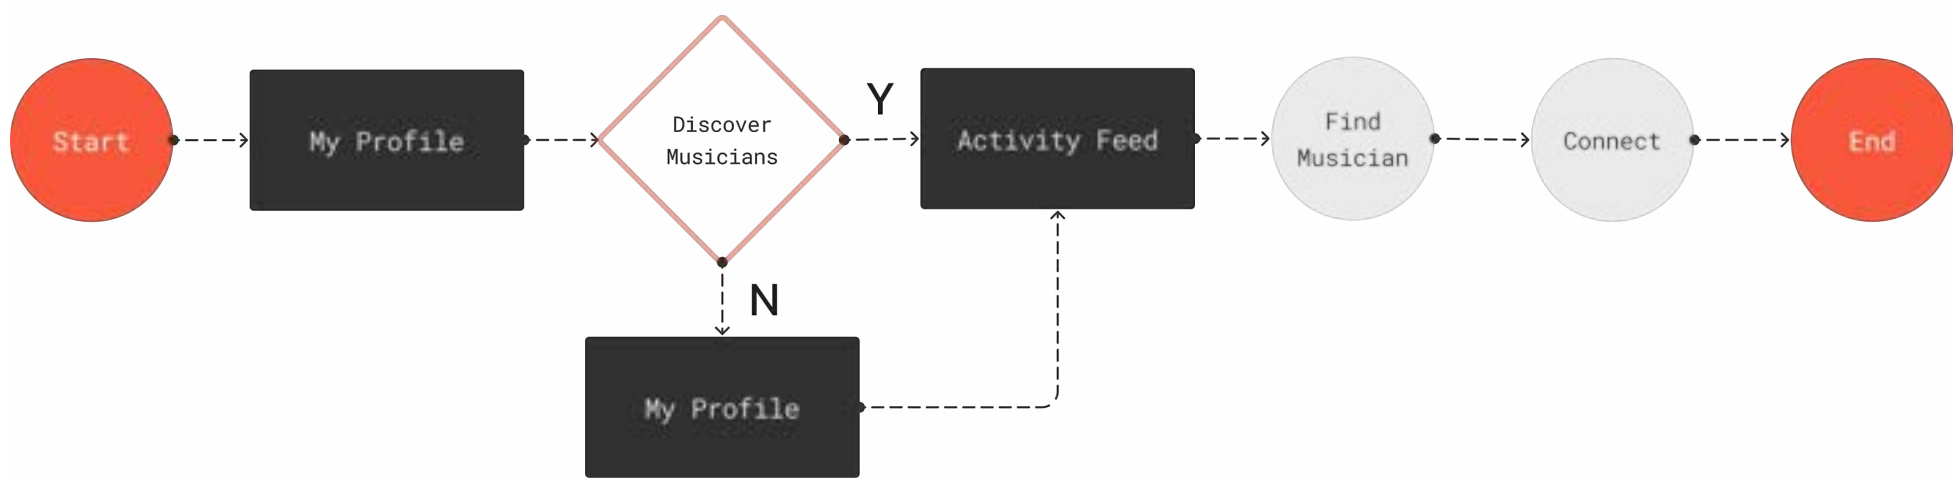 Start
My Profile
Discover
Musicians
Y
Activity Feed
Find
Musician
Connect
End
N
My Profile